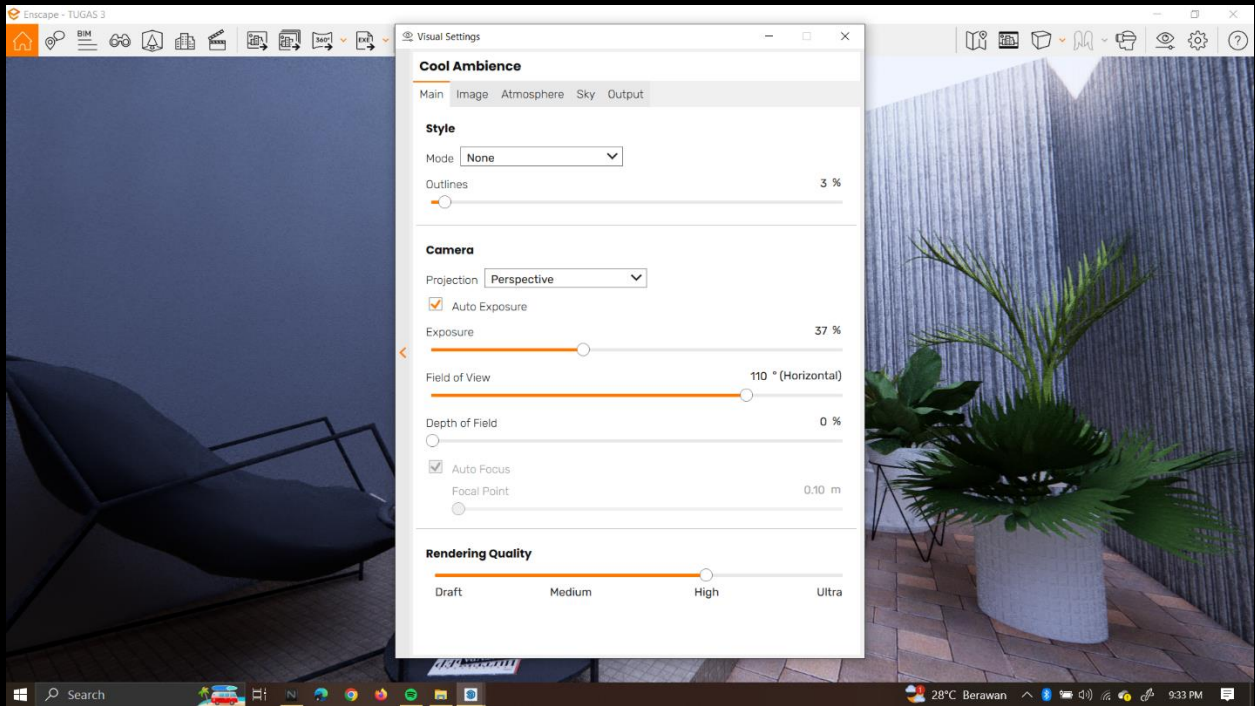 Enscape - TUGAS 3
BIM
360°
EXE
Visual Settings
Cool Ambience
Main Image Atmosphere Sky Output
Style
Mode None
Outlines 3 %
Camera
Projection Perspective
Auto Exposure
Exposure 37 %
Field of View 110 ° (Horizontal)
Depth of Field 0 %
Auto Focus
Focal Point 0.10 m
Rendering Quality
Draft Medium High Ultra
Search
28°C Berawan
9:33 PM